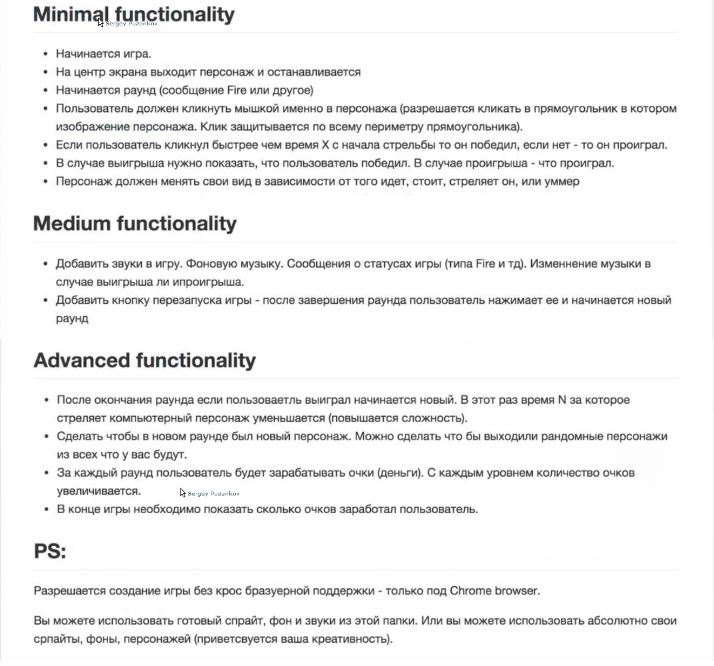 Minimal functionality
Sergey Puzankov
• Начинается игра.
• На центр экрана выходит персонаж и останавливается
• Начинается раунд (сообщение Fire или другое)
• Пользователь должен кликнуть мышкой именно в персонажа (разрешается кликать в прямоугольник в котором
изображение персонажа. Клик защитывается по всему периметру прямоугольника).
• Если пользователь кликнул быстрее чем время X с начала стрельбы то он победил, если нет - то он проиграл.
• В случае выигрыша нужно показать, что пользователь победил. В случае проигрыша - что проиграл.
• Персонаж должен менять свои вид в зависимости от того идет, стоит, стреляет он, или уммер
Medium functionality
• Добавить звуки в игру. Фоновую музыку. Сообщения о статусах игры (типа Fire и тд). Изменнение музыки в
случае выигрыша ли ипроигрыша.
• Добавить кнопку перезапуска игры - после завершения раунда пользователь нажимает ее и начинается новый
раунд
Advanced functionality
• После окончания раунда если пользоваетль выиграл начинается новый. В этот раз время N за которое
стреляет компьютерный персонаж уменьшается (повышается сложность).
• Сделать чтобы в новом раунде был новый персонаж. Можно сделать что бы выходили рандомные персонажи
из всех что у вас будут.
• За каждый раунд пользователь будет зарабатывать очки (деньги). С каждым уровнем количество очков
увеличивается.
Sergey Puzankov
• В конце игры необходимо показать сколько очков заработал пользователь.
PS:
Разрешается создание игры без крос бразуерной поддержки - только под Chrome browser.
Вы можете использовать готовый спрайт, фон и звуки из этой папки. Или вы можете использовать абсолютно свои
српайты, фоны, персонажей (приветсвуется ваша креативность).